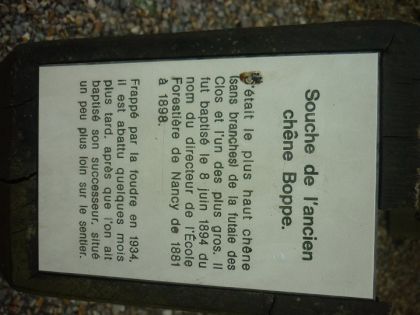 Souche de l'ancien
chêne Boppe.
C'était le plus haut chêne
(sans branches) de la futaie des
Clos et l'un des plus gros. Il
fut baptisé le 8 juin 1894 du
nom du directeur de l'École
Forestière de Nancy de 1881
à 1898.
Frappé par la foudre en 1934,
il est abattu quelques mois
plus tard, après que l'on ait
baptisé son successeur, situé
un peu plus loin sur le sentier.